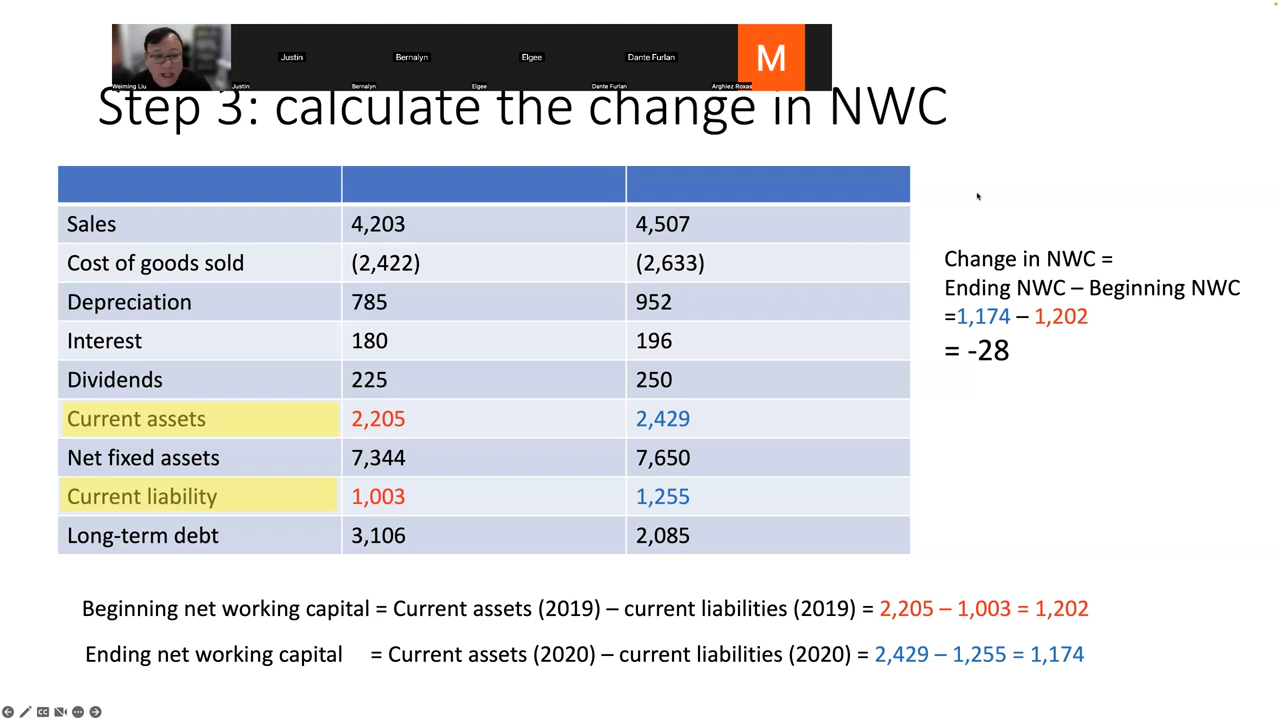 Justin
Bernalyn
Elgee
Dante Furlan
M
Weiming Liu
Justin
Bernalyn
Elgee
Dante Furlan
Arghiez Roxas
Step 3: calculate the change in NWC
Sales 4,203 4,507
Cost of goods sold (2,422) (2,633)
Depreciation 785 952
Interest 180 196
Dividends 225 250
Current assets 2,205 2,429
Net fixed assets 7,344 7,650
Current liability 1,003 1,255
Long-term debt 3,106 2,085
Change in NWC =
Ending NWC – Beginning NWC
=1,174 – 1,202
= -28
Beginning net working capital = Current assets (2019) – current liabilities (2019) = 2,205 – 1,003 = 1,202
Ending net working capital = Current assets (2020) – current liabilities (2020) = 2,429 – 1,255 = 1,174